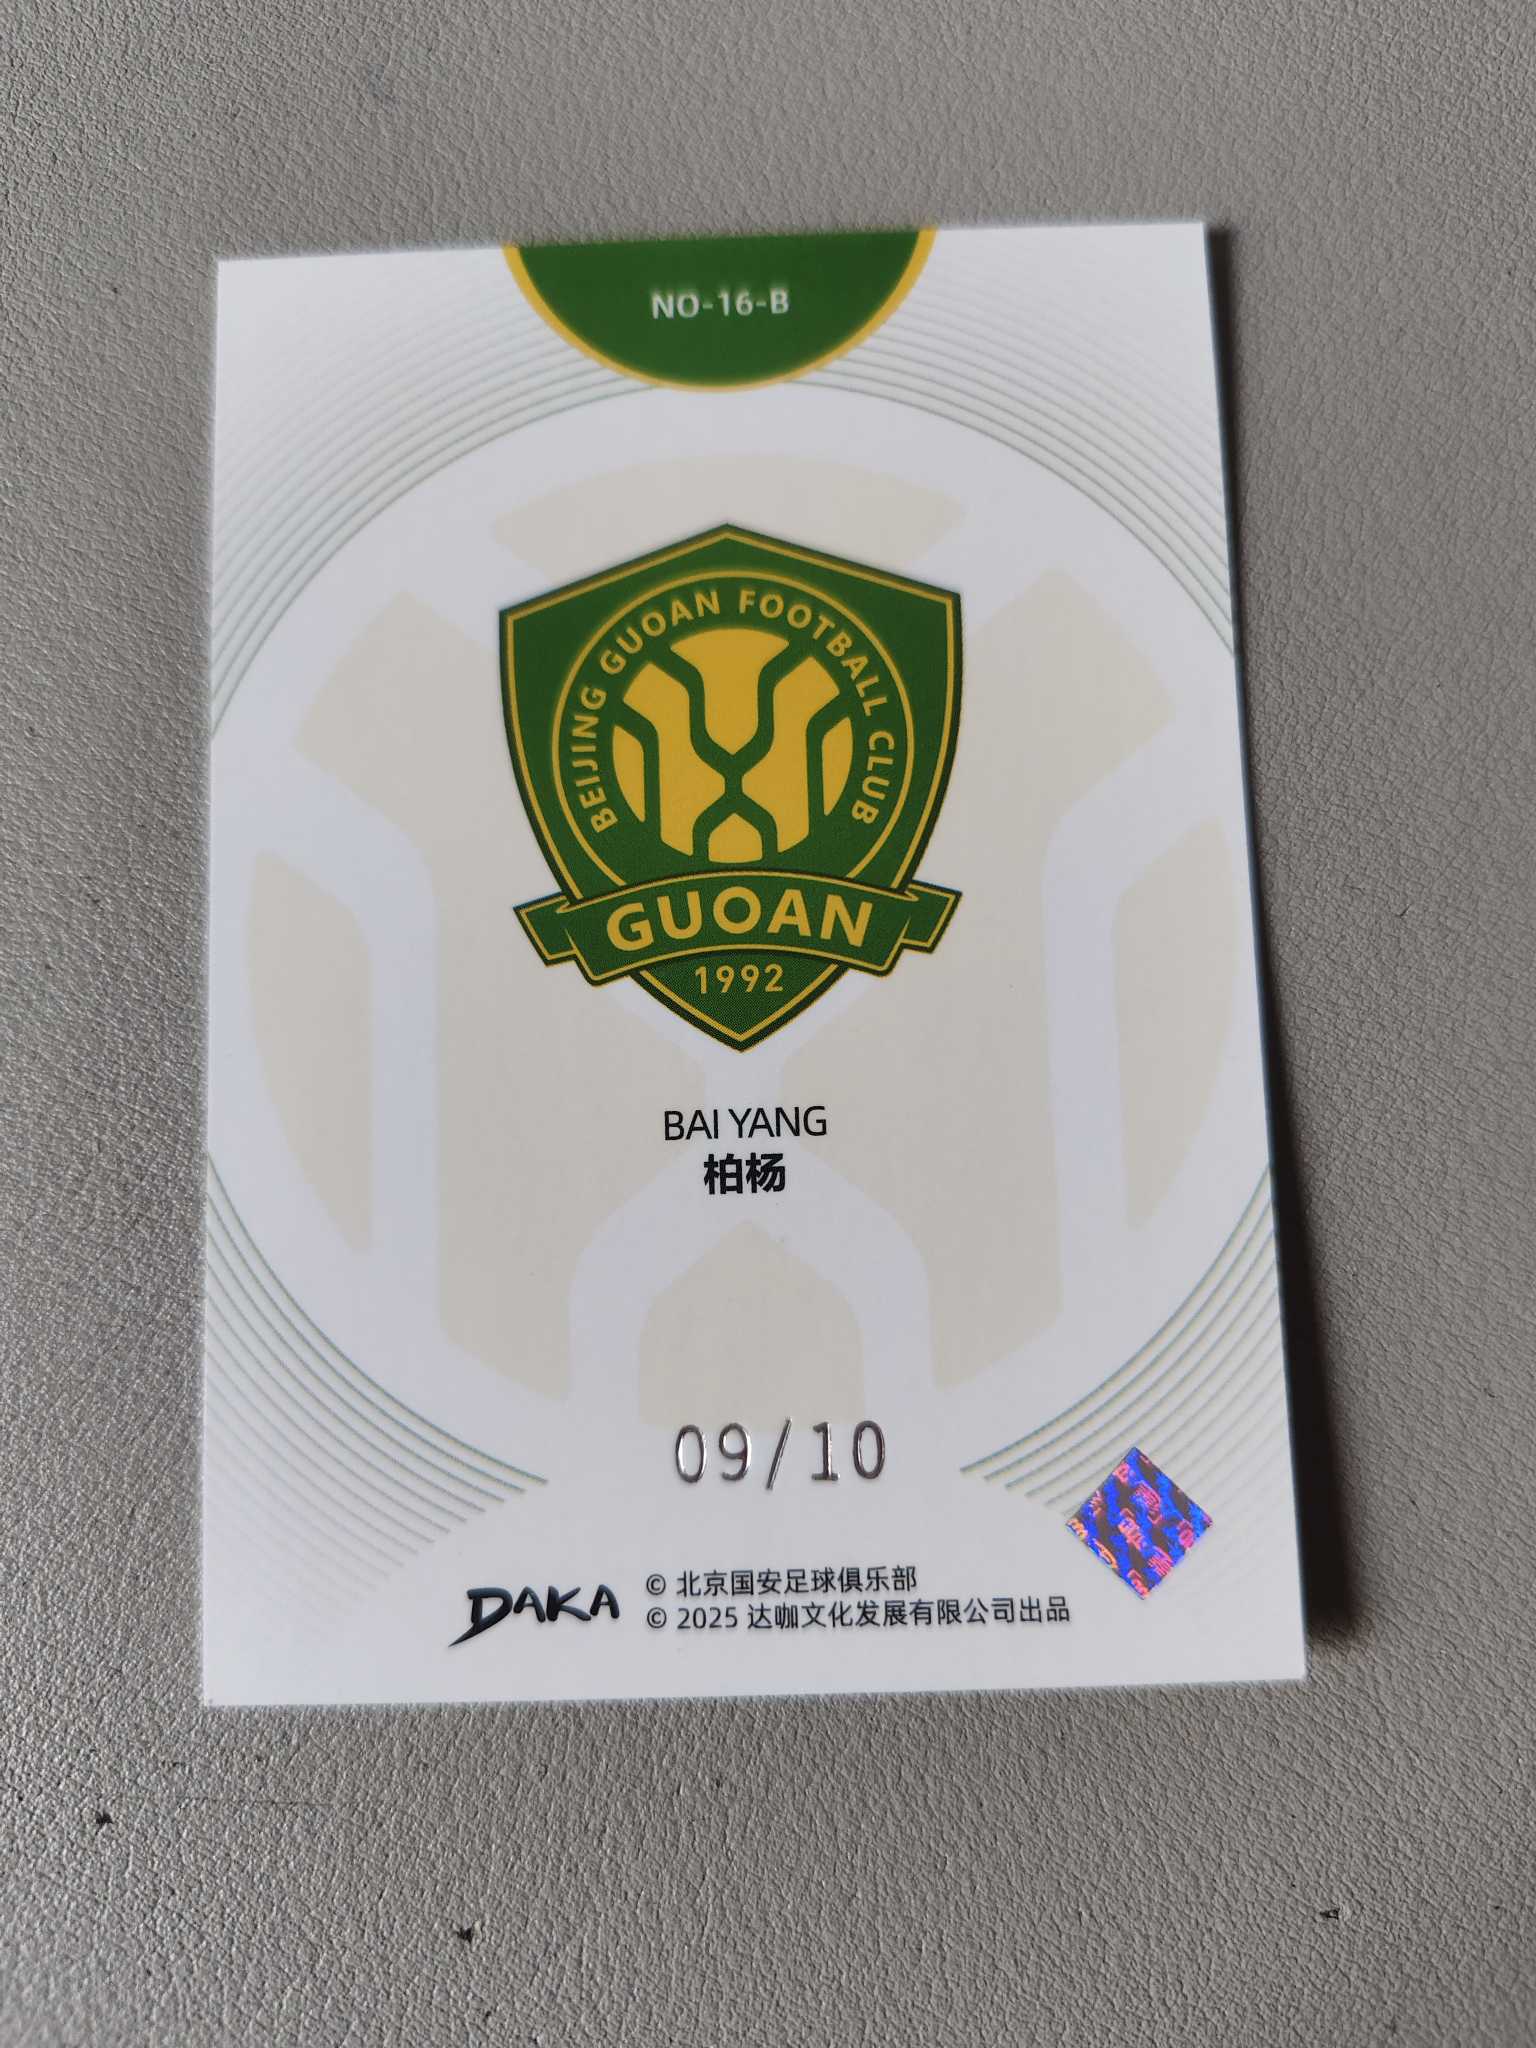 NO-16-B
BEIJING GUOAN FOOTBALL CLUB
GUOAN
1992
BAI YANG
柏杨
09/10
DAKA
© 北京国安足球俱乐部
© 2025 达咖文化发展有限公司出品